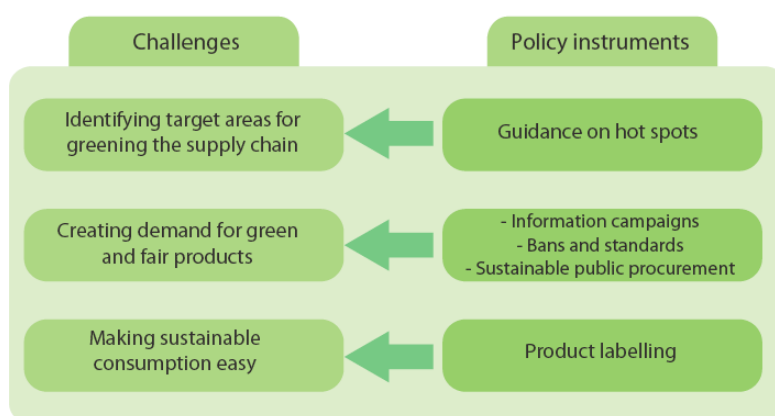 Challenges
Policy instruments
Identifying target areas for
greening the supply chain
Guidance on hot spots
Creating demand for green
and fair products
- Information campaigns
- Bans and standards
- Sustainable public procurement
Making sustainable
consumption easy
Product labelling